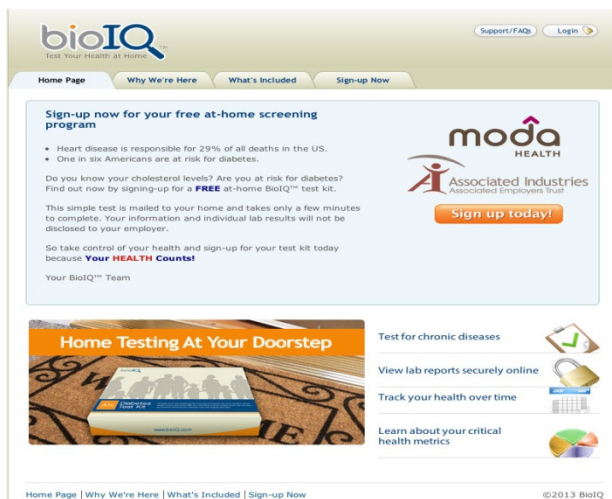 bioIQ™
Test Your Health at Home
Support/FAQs
Login
Home Page
Why We're Here
What's Included
Sign-up Now
Sign-up now for your free at-home screening
program
• Heart disease is responsible for 29% of all deaths in the US.
• One in six Americans are at risk for diabetes.
Do you know your cholesterol levels? Are you at risk for diabetes?
Find out now by signing-up for a FREE at-home BioIQ™ test kit.
This simple test is mailed to your home and takes only a few minutes
to complete. Your information and individual lab results will not be
disclosed to your employer.
So take control of your health and sign-up for your test kit today
because Your HEALTH Counts!
Your BioIQ™ Team
moda
HEALTH
Associated Industries
Associated Employers Trust
Sign up today!
Home Testing At Your Doorstep
bioIQ
Diabetes
Test Kit
www.bioIQ.com
Test for chronic diseases
View lab reports securely online
Track your health over time
Learn about your critical
health metrics
Home Page | Why We're Here | What's Included | Sign-up Now
©2013 BioIQ